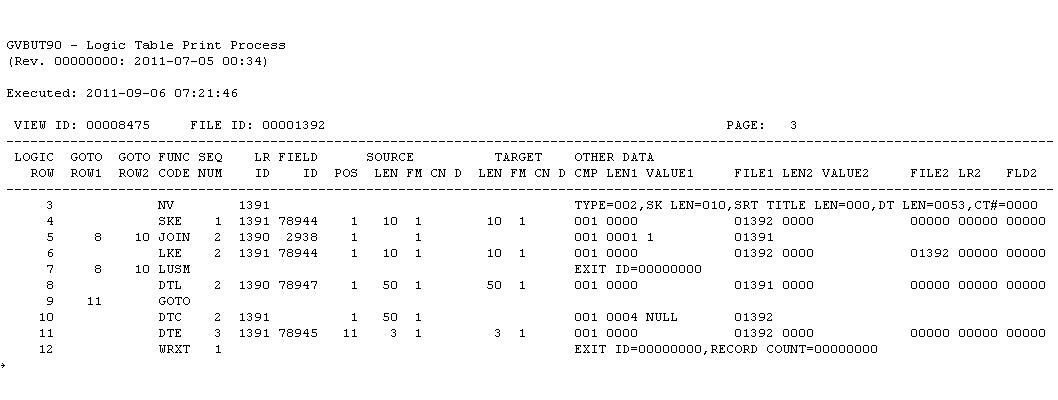 GVBUT90 - Logic Table Print Process
(Rev. 00000000: 2011-07-05 00:34)
Executed: 2011-09-06 07:21:46
VIEW ID: 00008475     FILE ID: 00001392     PAGE:   3
LOGIC  GOTO  GOTO FUNC SEQ    LR FIELD      SOURCE          TARGET    OTHER DATA
ROW  ROW1  ROW2 CODE NUM    ID    ID  POS  LEN FM CN D  LEN FM CN D CMP LEN1 VALUE1     FILE1 LEN2 VALUE2     FILE2 LR2   FLD2
3             NV       1391                                         TYPE=002,SK LEN=010,SRT TITLE LEN=000,DT LEN=0053,CT#=0000
4             SKE   1  1391 78944   1   10  1        10  1          001 0000            01392 0000            00000 00000 00000
5     8    10 JOIN  2  1390  2938   1       1                       001 0001 1          01391
6             LKE   2  1391 78944   1   10  1        10  1          001 0000            01392 0000            01392 00000 00000
7     8    10 LUSM                                                  EXIT ID=00000000
8             DTL   2  1390 78947   1   50  1        50  1          001 0000            01391 0000            00000 00000 00000
9    11       GOTO
10            DTC   2  1391         1   50  1                       001 0004 NULL       01392
11            DTE   3  1391 78945  11    3  1         3  1          001 0000            01392 0000            00000 00000 00000
12            WRXT  1                                               EXIT ID=00000000,RECORD COUNT=00000000